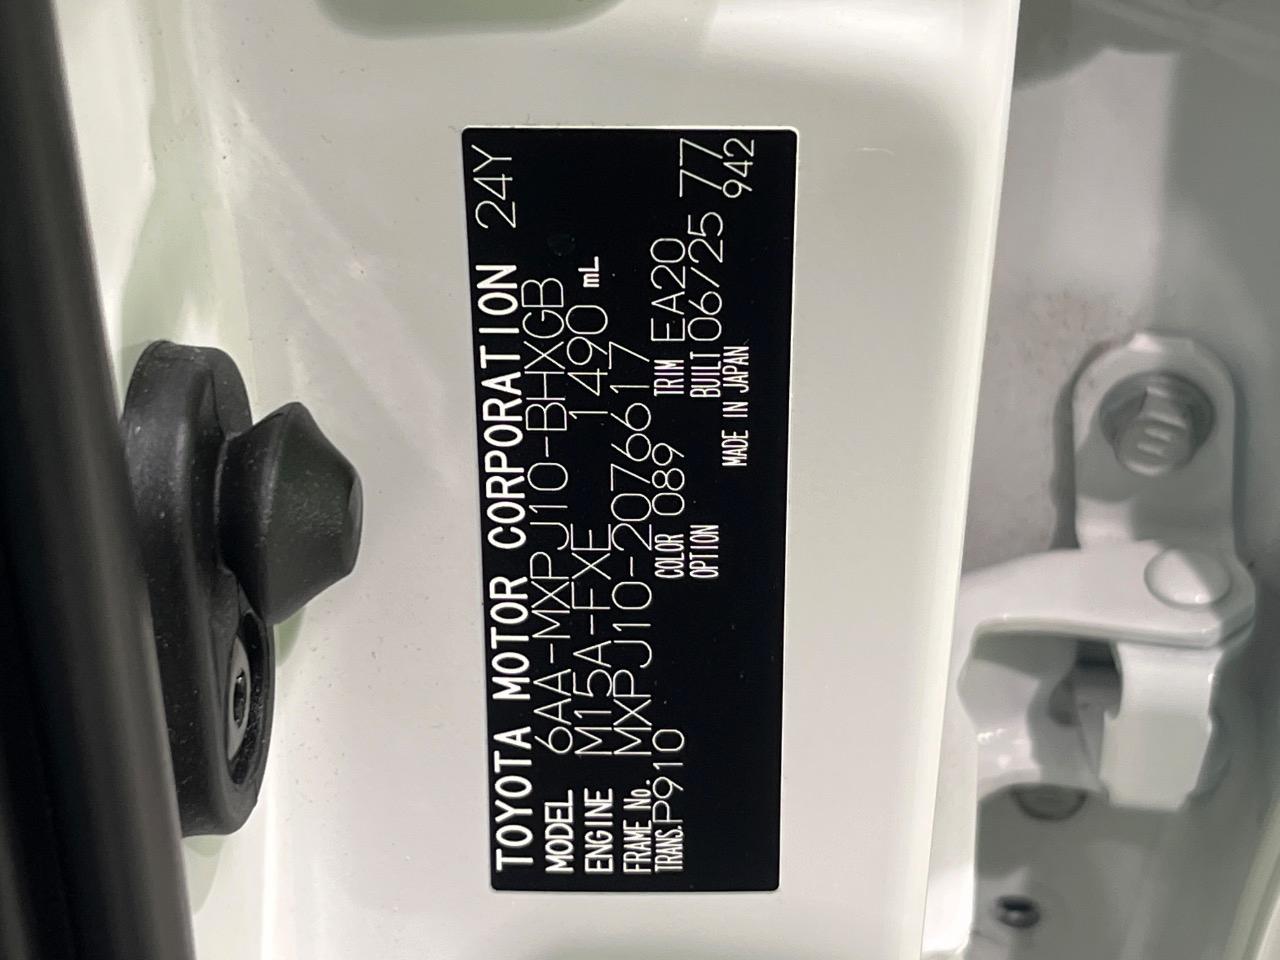 TOYOTA MOTOR CORPORATION 24Y
MODEL 6AA-MXPJ10-BHXGB
ENGINE M15A-FXE 1490 mL
FRAME No. MXPJ10-2076617
TRANS. P910 COLOR 089 TRIM EA20
OPTION BUILT 06/25 77
MADE IN JAPAN 942